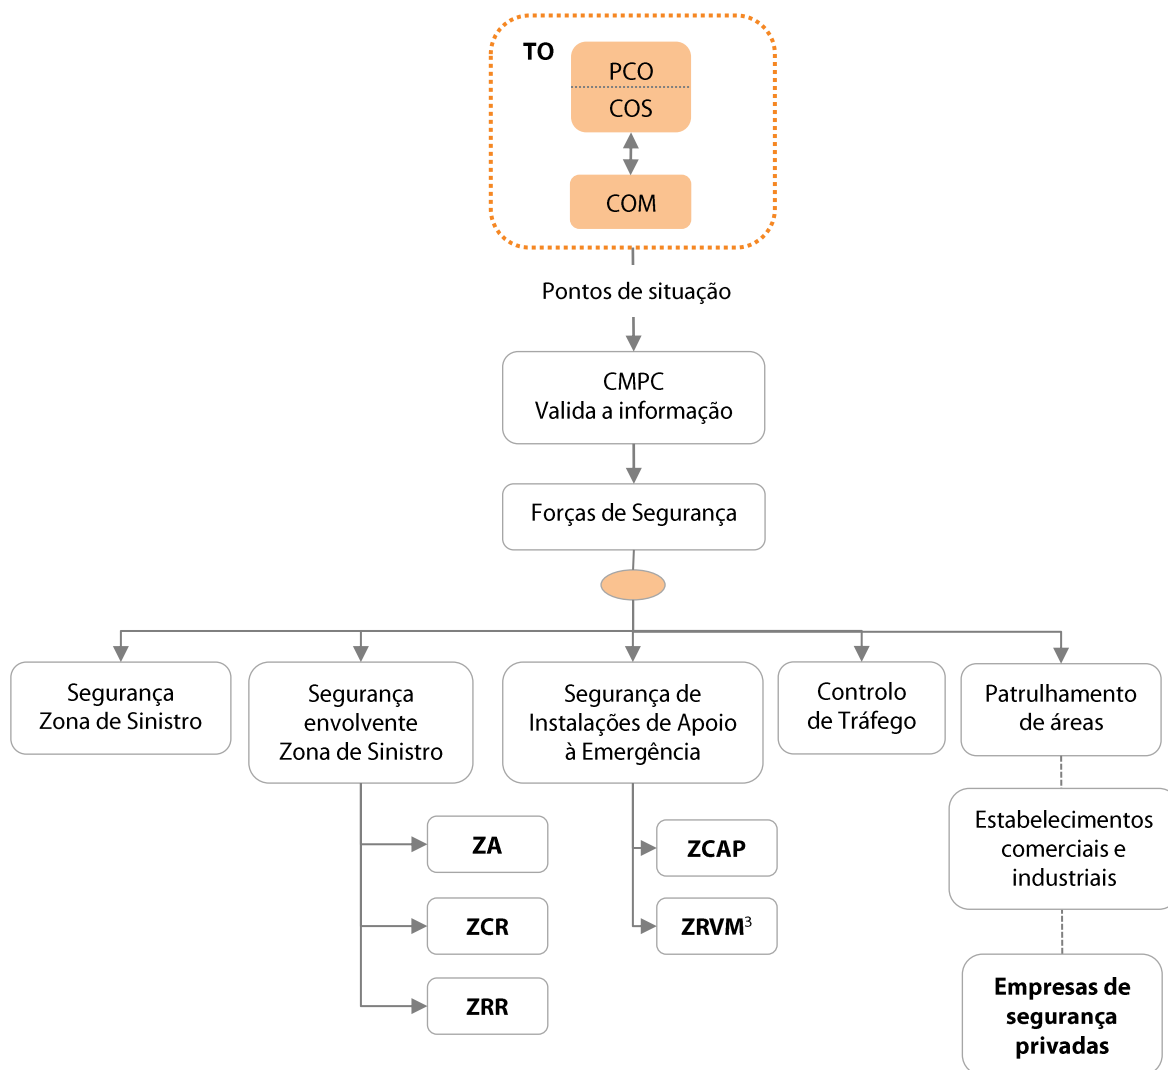 TO
PCO
COS
COM
Pontos de situação
CMPC
Valida a informação
Forças de Segurança
Segurança
Zona de Sinistro
Segurança
envolvente
Zona de Sinistro
Segurança de
Instalações de Apoio
à Emergência
Controlo
de Tráfego
Patrulhamento
de áreas
ZA
ZCR
ZRR
ZCAP
ZRVM³
Estabelecimentos
comerciais e
industriais
Empresas de
segurança
privadas